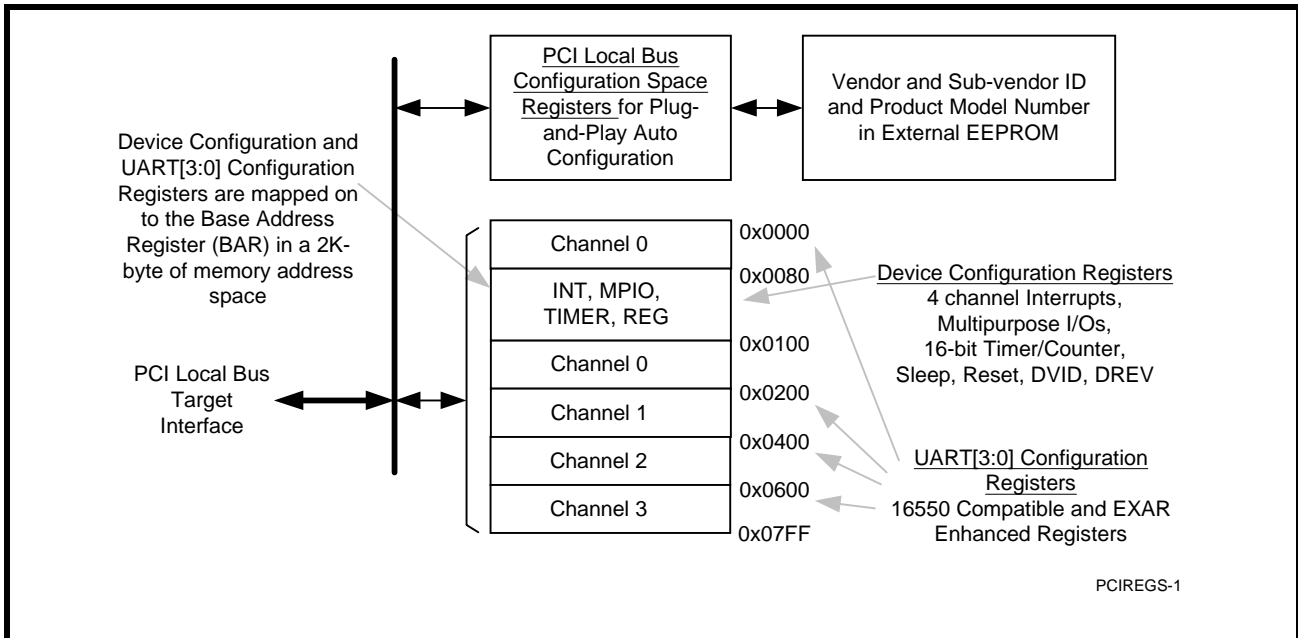 PCI Local Bus
Configuration Space
Registers for Plug-
and-Play Auto
Configuration
Vendor and Sub-vendor ID
and Product Model Number
in External EEPROM
Device Configuration and
UART[3:0] Configuration
Registers are mapped on
to the Base Address
Register (BAR) in a 2K-
byte of memory address
space
PCI Local Bus
Target
Interface
Channel 0
INT, MPIO,
TIMER, REG
Channel 0
Channel 1
Channel 2
Channel 3
0x0000
0x0080
0x0100
0x0200
0x0400
0x0600
0x07FF
Device Configuration Registers
4 channel Interrupts,
Multipurpose I/Os,
16-bit Timer/Counter,
Sleep, Reset, DVID, DREV
UART[3:0] Configuration
Registers
16550 Compatible and EXAR
Enhanced Registers
PCIREGS-1